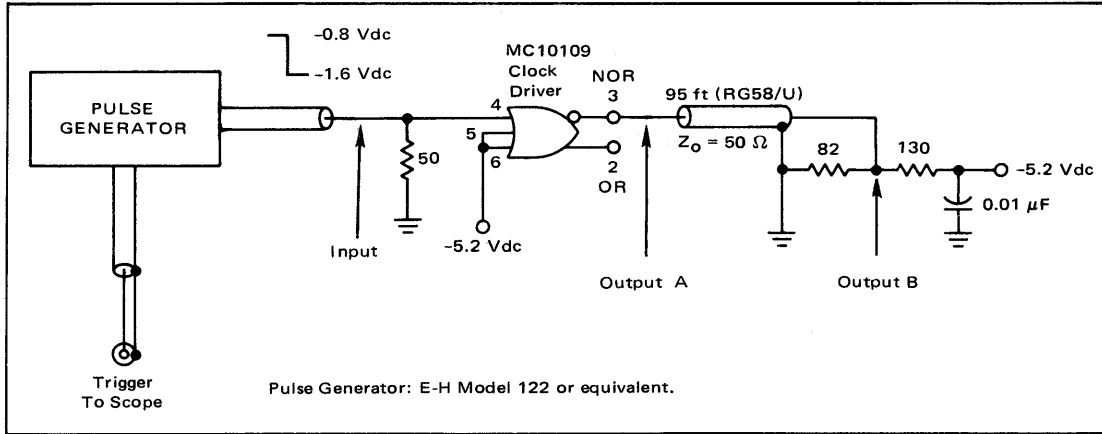 -0.8 Vdc
-1.6 Vdc
PULSE
GENERATOR
MC10109
Clock
Driver
NOR
3
4
5
6
2
OR
50
-5.2 Vdc
Input
Output A
95 ft (RG58/U)
Zo = 50 Ω
82
130
-5.2 Vdc
0.01 μF
Output B
Trigger
To Scope
Pulse Generator: E-H Model 122 or equivalent.